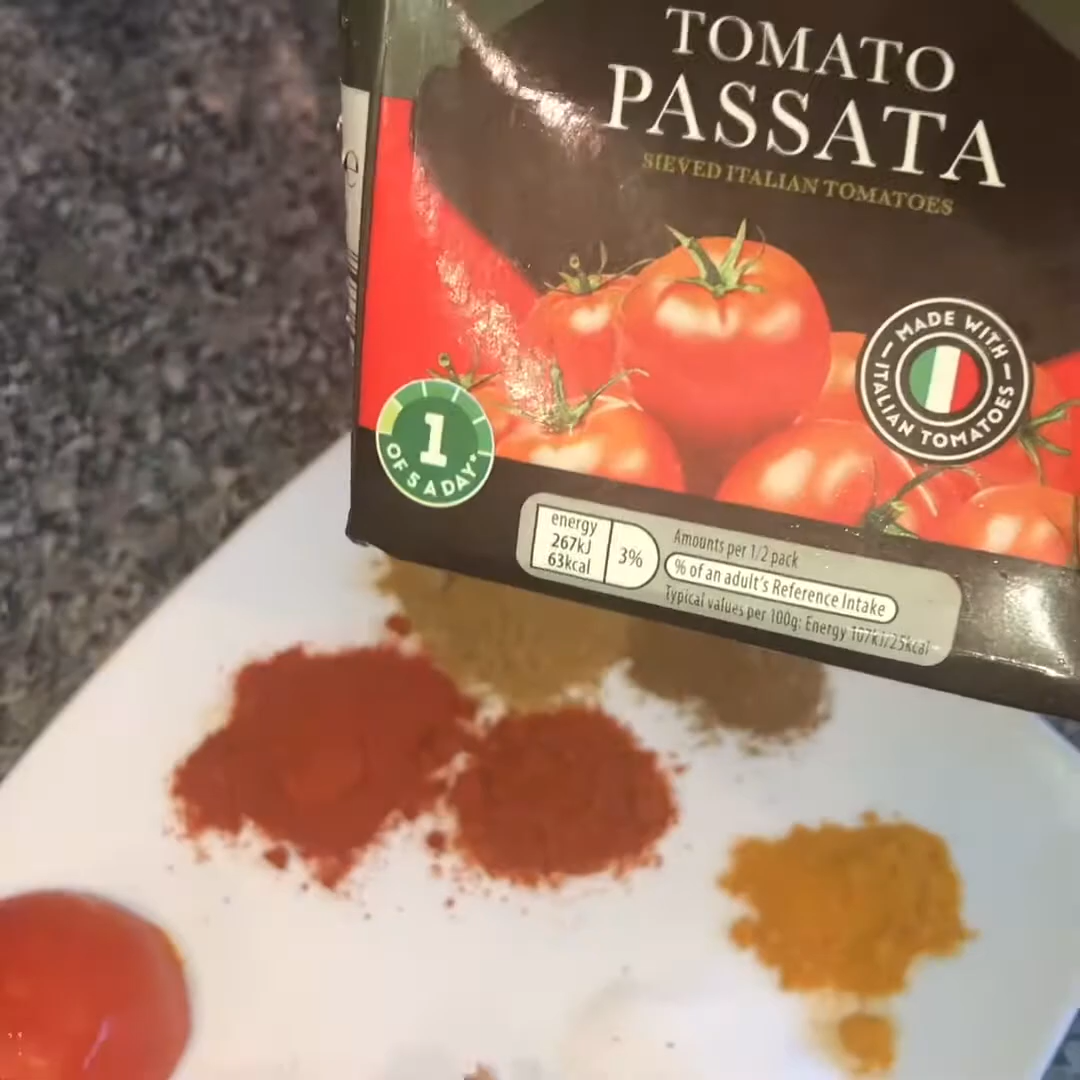 TOMATO
PASSATA
SIEVED ITALIAN TOMATOES
MADE WITH
ITALIAN TOMATOES
1
OF 5 A DAY*
energy
267kJ
63kcal
3%
Amounts per 1/2 pack
% of an adult's Reference Intake
Typical values per 100g: Energy 107kJ/25kcal